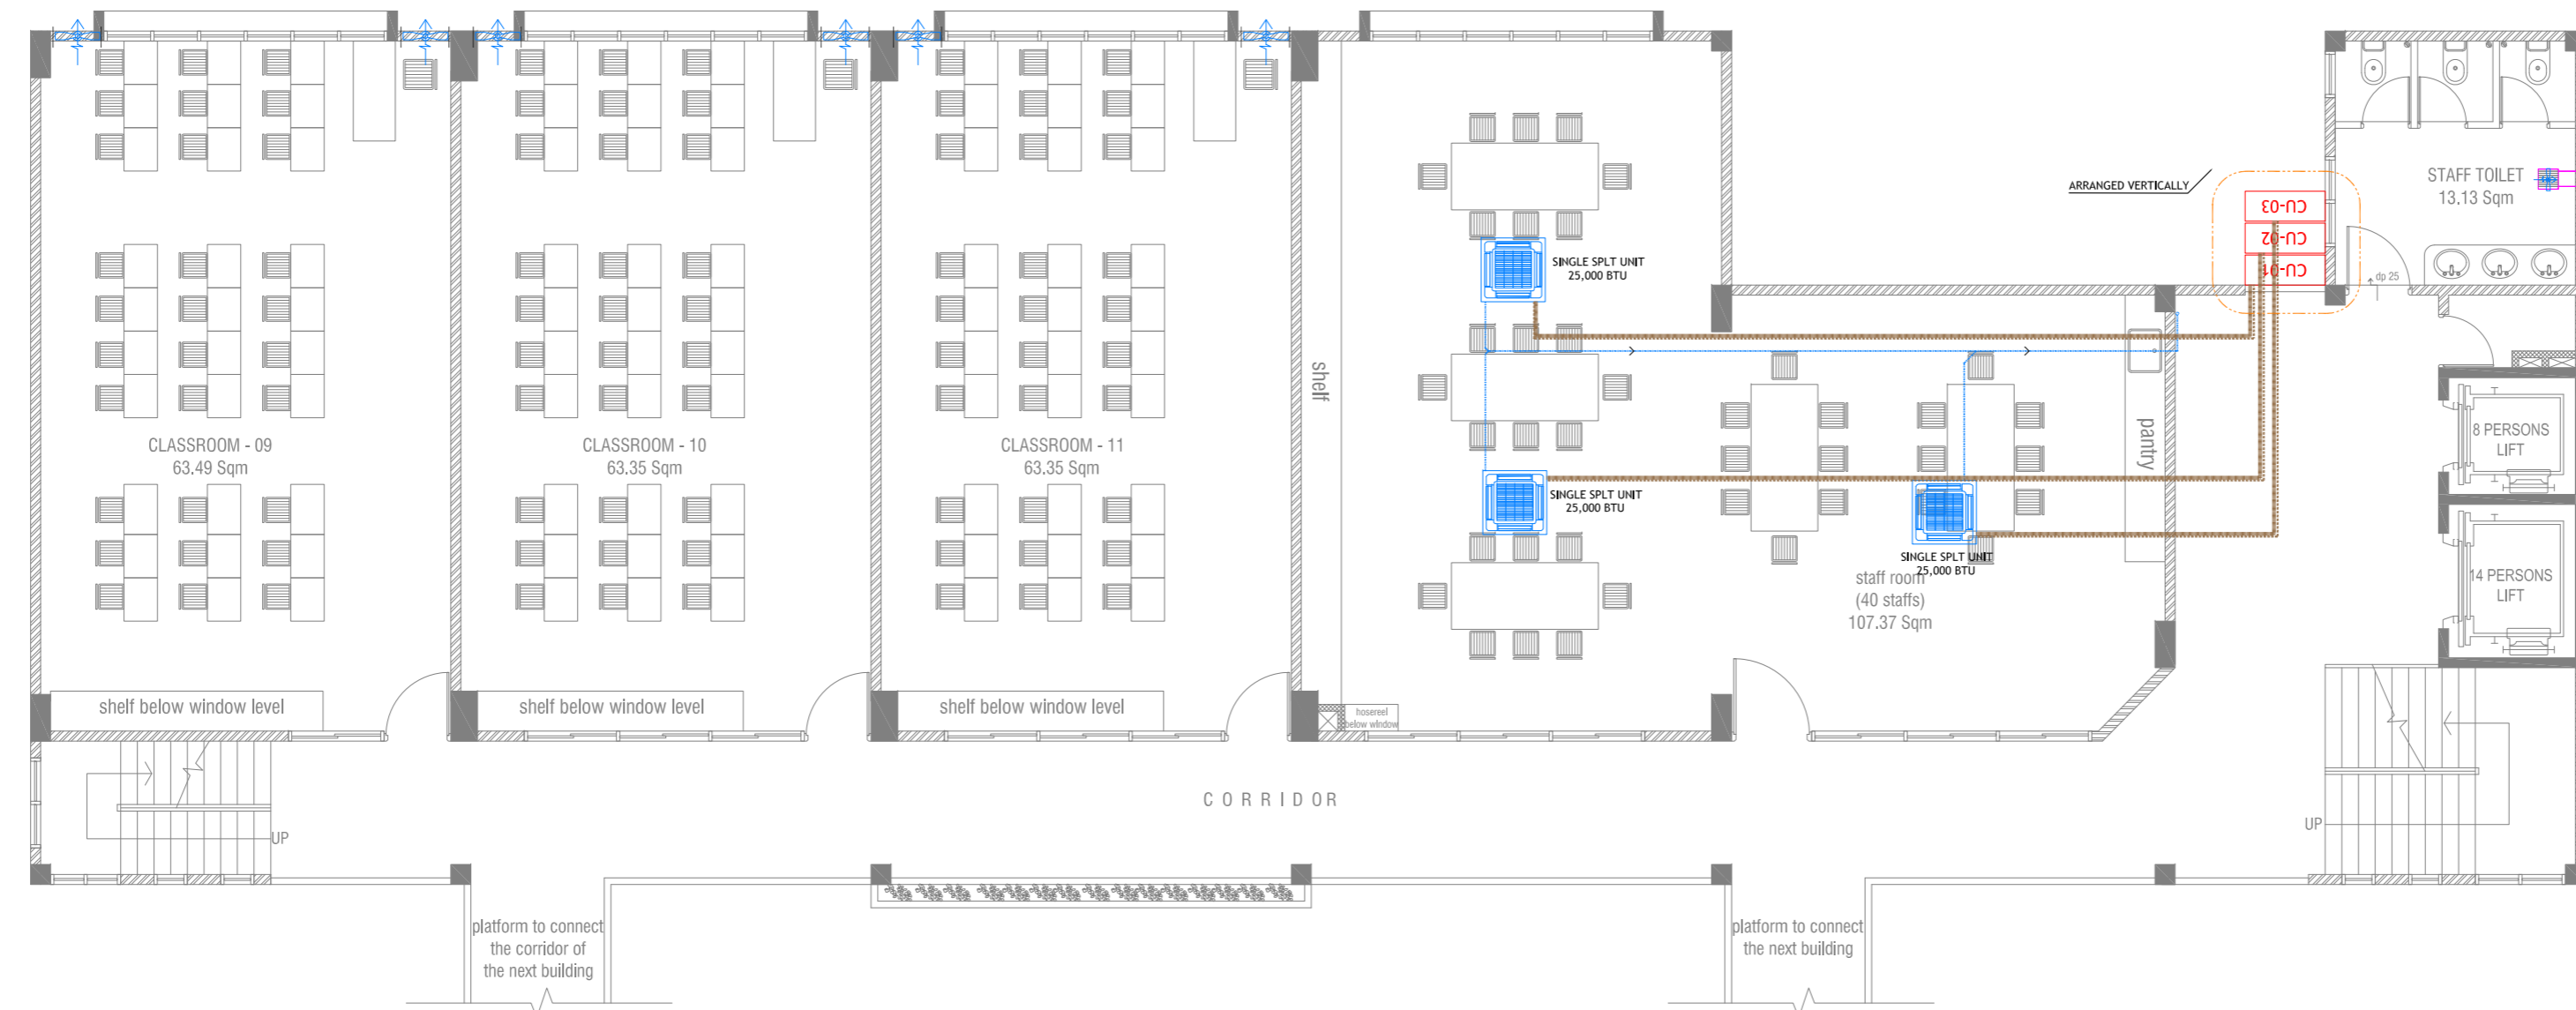 ARRANGED VERTICALLY
CU-03
CU-02
CU-01
STAFF TOILET
13.13 Sqm
dp 25
SINGLE SPLT UNIT
25,000 BTU
shelf
CLASSROOM - 09
63.49 Sqm
CLASSROOM - 10
63.35 Sqm
CLASSROOM - 11
63.35 Sqm
pantry
8 PERSONS
LIFT
SINGLE SPLT UNIT
25,000 BTU
SINGLE SPLT UNIT
25,000 BTU
staff room
(40 staffs)
107.37 Sqm
14 PERSONS
LIFT
shelf below window level
shelf below window level
shelf below window level
hosereel
below window
CORRIDOR
UP
UP
platform to connect
the corridor of
the next building
platform to connect
the next building